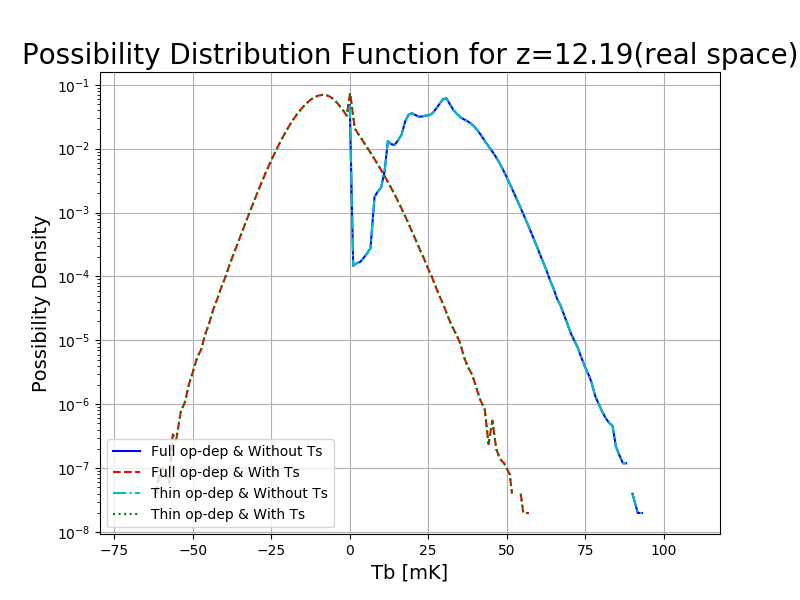 Possibility Distribution Function for z=12.19(real space)
Possibility Density
10⁻¹
10⁻²
10⁻³
10⁻⁴
10⁻⁵
10⁻⁶
10⁻⁷
10⁻⁸
Full op-dep & Without Ts
Full op-dep & With Ts
Thin op-dep & Without Ts
Thin op-dep & With Ts
−75 −50 −25 0 25 50 75 100
Tb [mK]